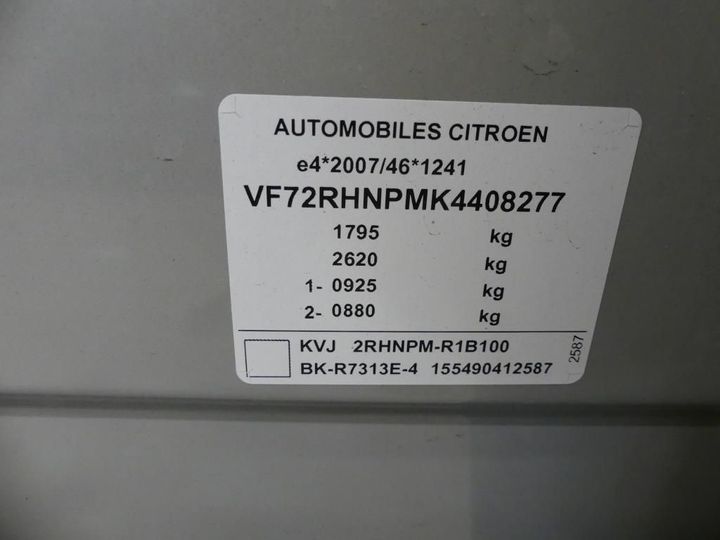 AUTOMOBILES CITROEN
e4*2007/46*1241
VF72RHNPMK4408277
1795 kg
2620 kg
1- 0925 kg
2- 0880 kg
KVJ 2RHNPM-R1B100
BK-R7313E-4 155490412587
2587